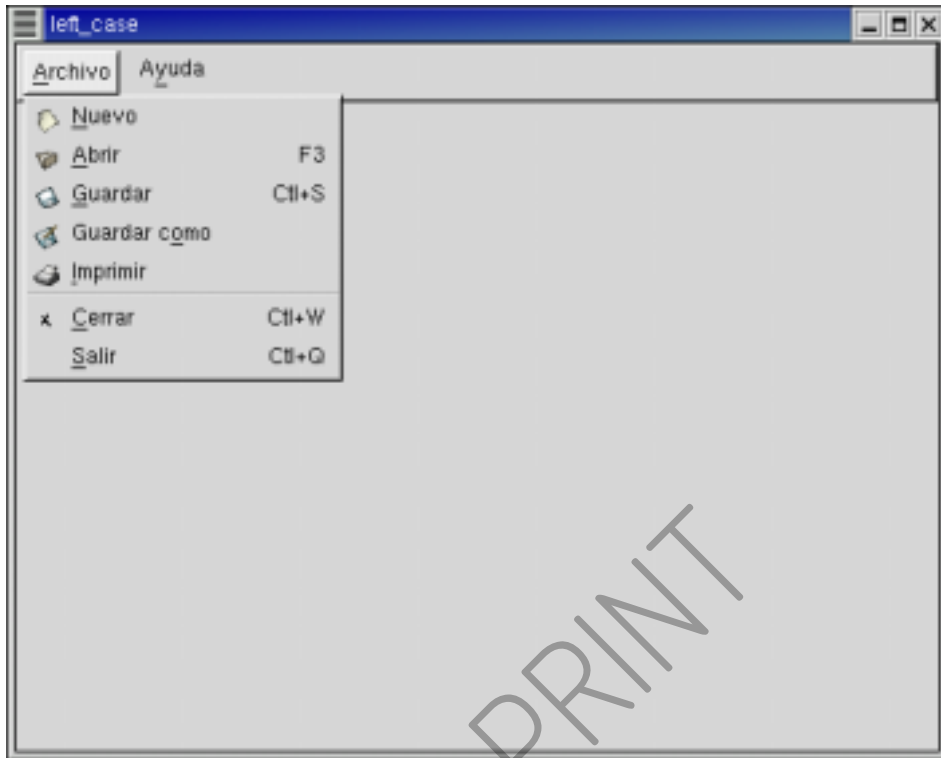 left_case
Archivo Ayuda
Nuevo
Abrir F3
Guardar Ctl+S
Guardar como
Imprimir
Cerrar Ctl+W
Salir Ctl+Q
PRINT